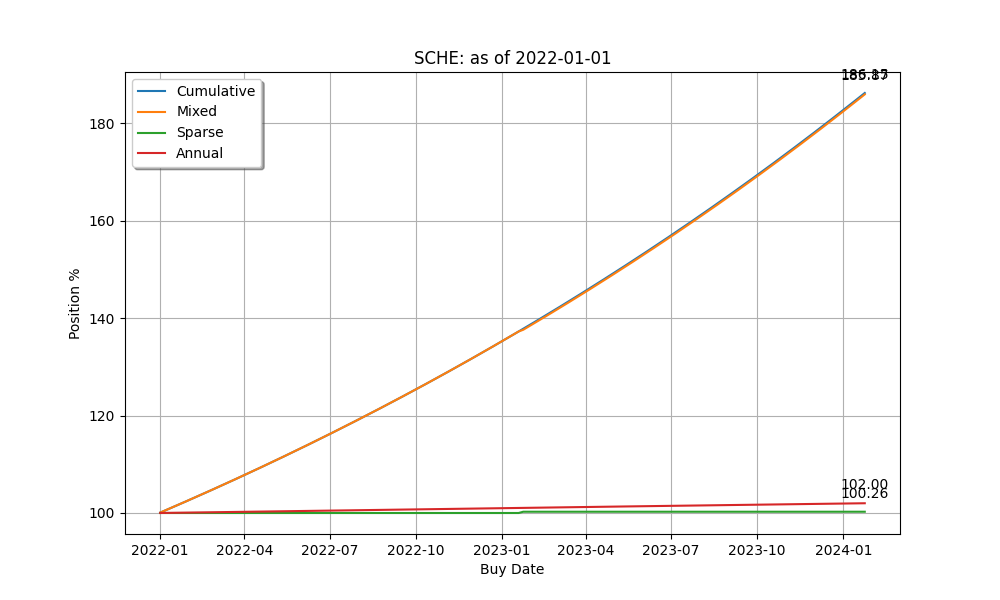 SCHE: as of 2022-01-01
Cumulative
Mixed
Sparse
Annual
180
160
140
120
100
Position %
102.00
100.26
2022-01
2022-04
2022-07
2022-10
2023-01
2023-04
2023-07
2023-10
2024-01
Buy Date